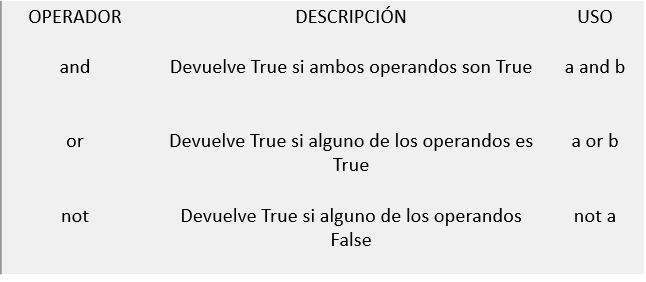 OPERADOR DESCRIPCIÓN USO
and Devuelve True si ambos operandos son True a and b
or Devuelve True si alguno de los operandos es a or b
True
not Devuelve True si alguno de los operandos not a
False